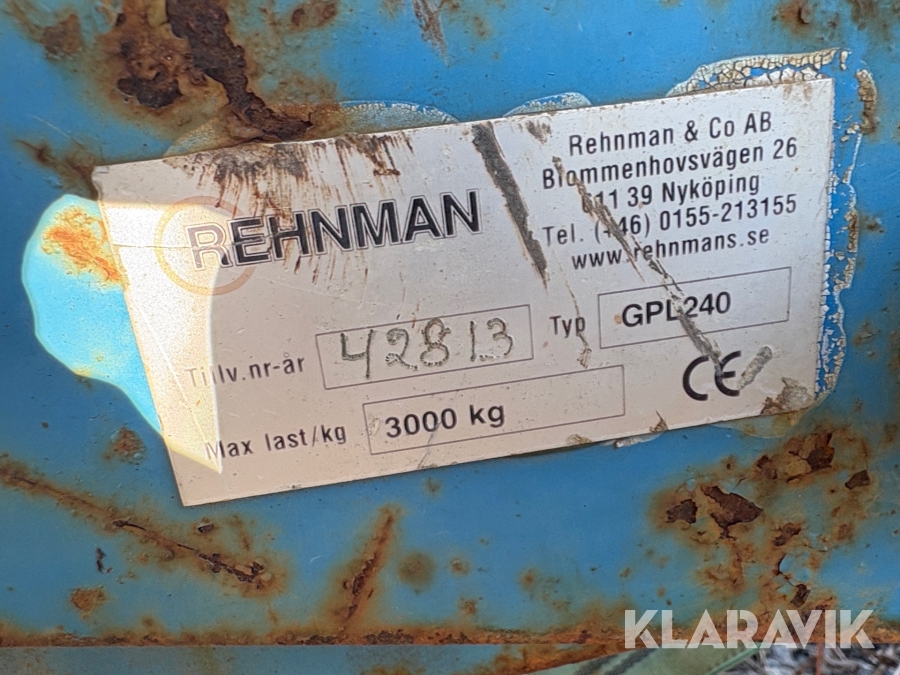 REHNMAN
Rehnman & Co AB
Blommenhovsvägen 26
611 39 Nyköping
Tel. (+46) 0155-213155
www.rehnmans.se
Tillv.nr-år 42813 Typ GPL240
Max last/kg 3000 kg CE
KLARAVIK